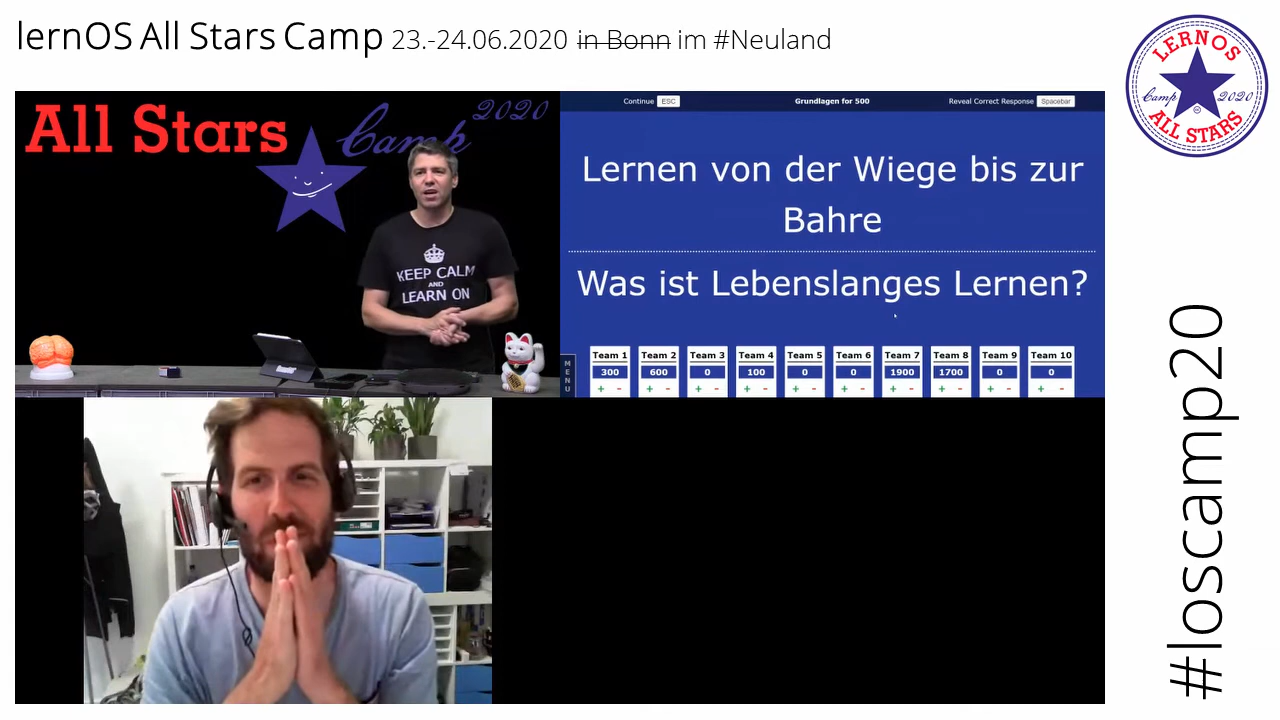 lernOS All Stars Camp 23.-24.06.2020 in Bonn im #Neuland
LERNOS
Camp 2020
ALL STARS
All Stars Camp 2020
KEEP CALM
AND
LEARN ON
Continue ESC Grundlagen for 500 Reveal Correct Response Spacebar
Lernen von der Wiege bis zur
Bahre
Was ist Lebenslanges Lernen?
MENU
Team 1 Team 2 Team 3 Team 4 Team 5 Team 6 Team 7 Team 8 Team 9 Team 10
300 600 0 100 0 0 1900 1700 0 0
+ - + - + - + - + - + - + - + - + - + -
#loscamp20